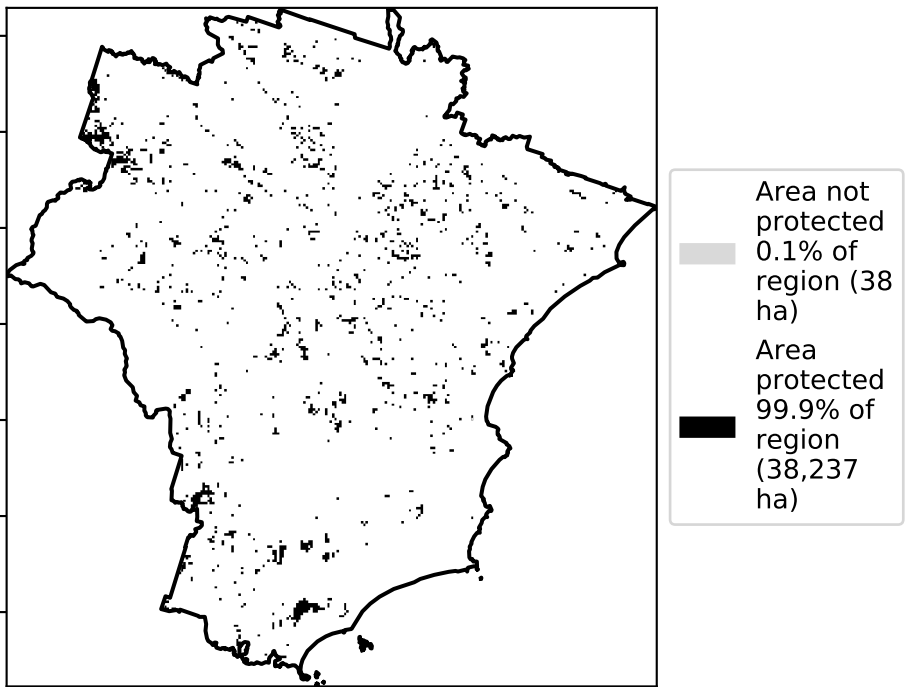 Area not
protected
0.1% of
region (38
ha)
Area
protected
99.9% of
region
(38,237
ha)